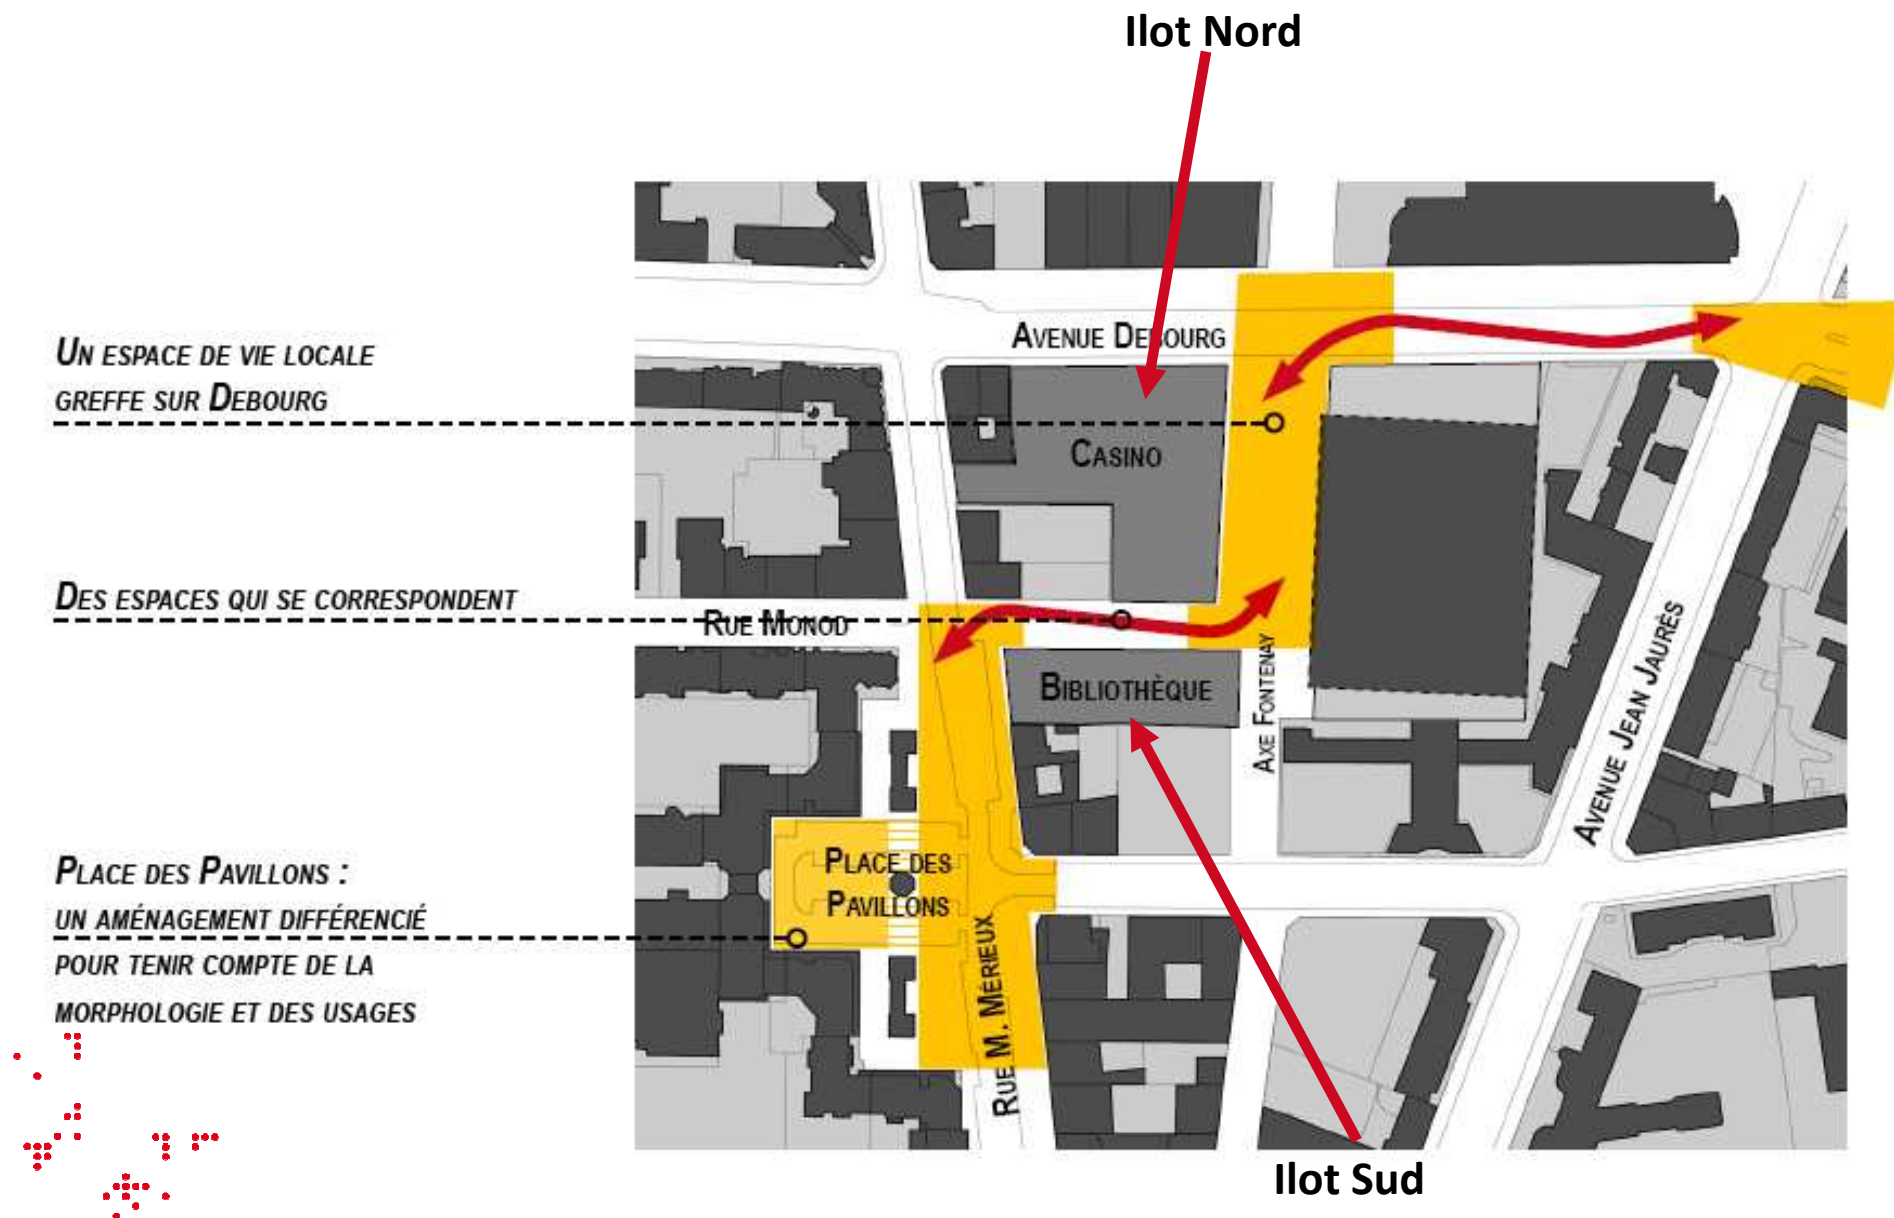 Ilot Nord
UN ESPACE DE VIE LOCALE
GREFFE SUR DEBOURG
AVENUE DEBOURG
CASINO
DES ESPACES QUI SE CORRESPONDENT
RUE MONOD
BIBLIOTHÈQUE
AXE FONTENAY
AVENUE JEAN JAURÈS
PLACE DES PAVILLONS :
UN AMÉNAGEMENT DIFFÉRENCIÉ
POUR TENIR COMPTE DE LA
MORPHOLOGIE ET DES USAGES
PLACE DES
PAVILLONS
RUE M. MÉRIEUX
Ilot Sud